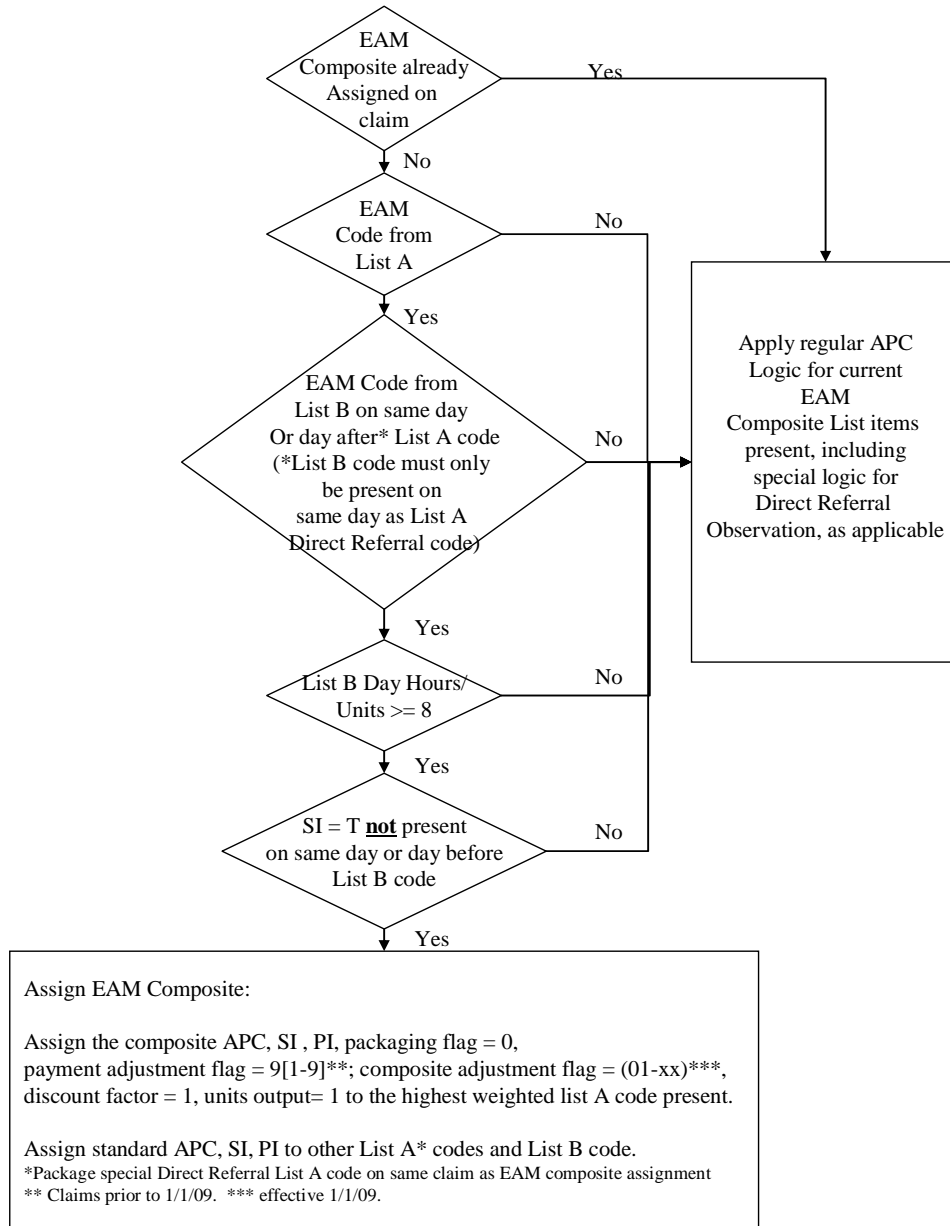 EAM
Composite already
Assigned on
claim
Yes
No
EAM
Code from
List A
No
Yes
EAM Code from
List B on same day
Or day after* List A code
(*List B code must only
be present on
same day as List A
Direct Referral code)
No
Apply regular APC
Logic for current
EAM
Composite List items
present, including
special logic for
Direct Referral
Observation, as applicable
Yes
List B Day Hours/
Units >= 8
No
Yes
SI = T not present
on same day or day before
List B code
No
Yes
Assign EAM Composite:
Assign the composite APC, SI , PI, packaging flag = 0,
payment adjustment flag = 9[1-9]**; composite adjustment flag = (01-xx)***,
discount factor = 1, units output= 1 to the highest weighted list A code present.
Assign standard APC, SI, PI to other List A* codes and List B code.
*Package special Direct Referral List A code on same claim as EAM composite assignment
** Claims prior to 1/1/09. *** effective 1/1/09.